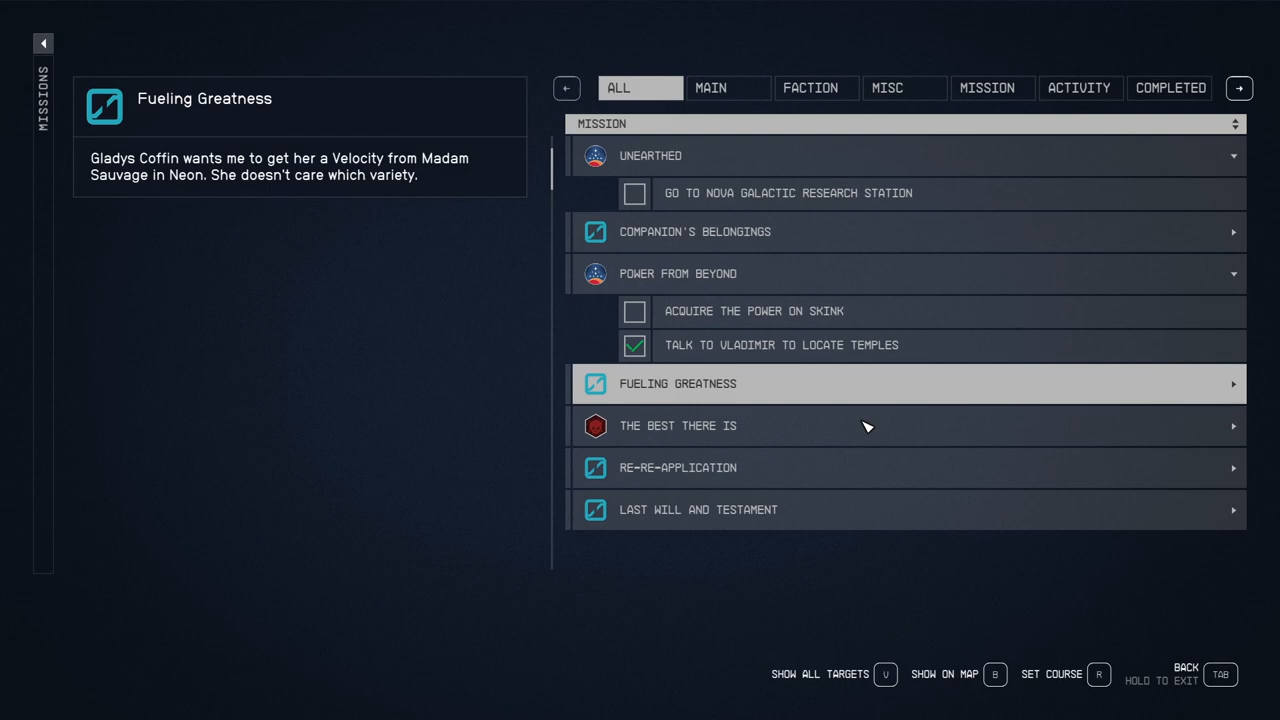 MISSIONS
Fueling Greatness
Gladys Coffin wants me to get her a Velocity from Madam
Sauvage in Neon. She doesn't care which variety.
ALL
MAIN
FACTION
MISC
MISSION
ACTIVITY
COMPLETED
MISSION
UNEARTHED
GO TO NOVA GALACTIC RESEARCH STATION
COMPANION'S BELONGINGS
POWER FROM BEYOND
ACQUIRE THE POWER ON SKINK
TALK TO VLADIMIR TO LOCATE TEMPLES
FUELING GREATNESS
THE BEST THERE IS
RE-RE-APPLICATION
LAST WILL AND TESTAMENT
SHOW ALL TARGETS V
SHOW ON MAP B
SET COURSE R
BACK
HOLD TO EXIT TAB